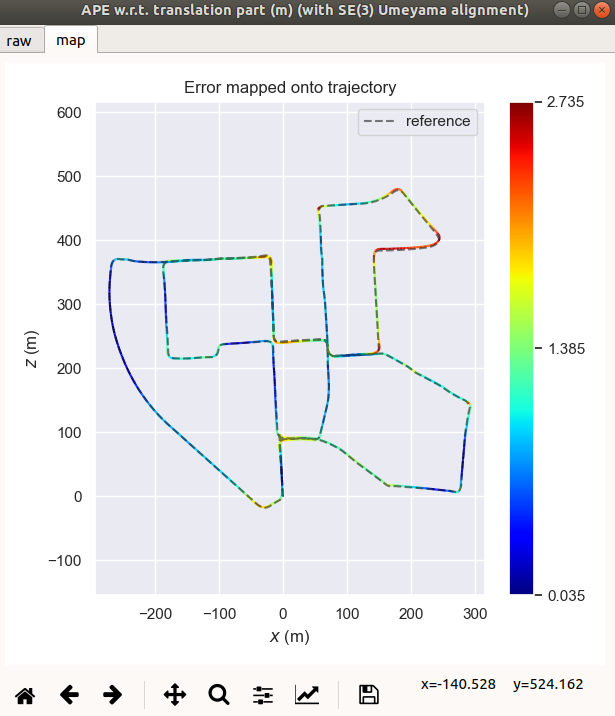 APE w.r.t. translation part (m) (with SE(3) Umeyama alignment)
raw
map
Error mapped onto trajectory
reference
600
500
400
300
200
100
0
−100
z (m)
−200
−100
0
100
200
300
x (m)
2.735
1.385
0.035
x=-140.528 y=524.162